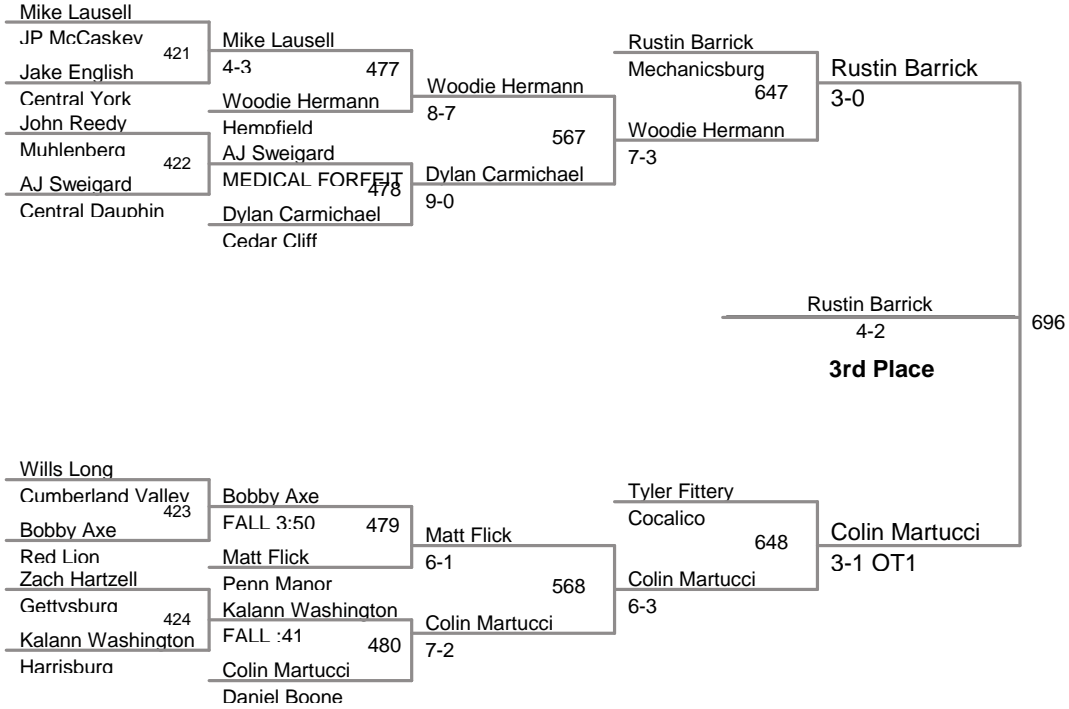 Mike Lausell
JP McCaskey
421
Jake English
Central York
John Reedy
Muhlenberg
422
AJ Sweigard
Central Dauphin
Mike Lausell
4-3
477
Woodie Hermann
Hempfield
AJ Sweigard
MEDICAL FORFEIT
478
Dylan Carmichael
Cedar Cliff
Woodie Hermann
8-7
567
Dylan Carmichael
9-0
Rustin Barrick
Mechanicsburg
647
Woodie Hermann
7-3
Rustin Barrick
3-0
Rustin Barrick
4-2
3rd Place
696
Wills Long
Cumberland Valley
423
Bobby Axe
Red Lion
Zach Hartzell
Gettysburg
424
Kalann Washington
Harrisburg
Bobby Axe
FALL 3:50
479
Matt Flick
Penn Manor
Kalann Washington
FALL :41
480
Colin Martucci
Daniel Boone
Matt Flick
6-1
568
Colin Martucci
7-2
Tyler Fittery
Cocalico
648
Colin Martucci
6-3
Colin Martucci
3-1 OT1